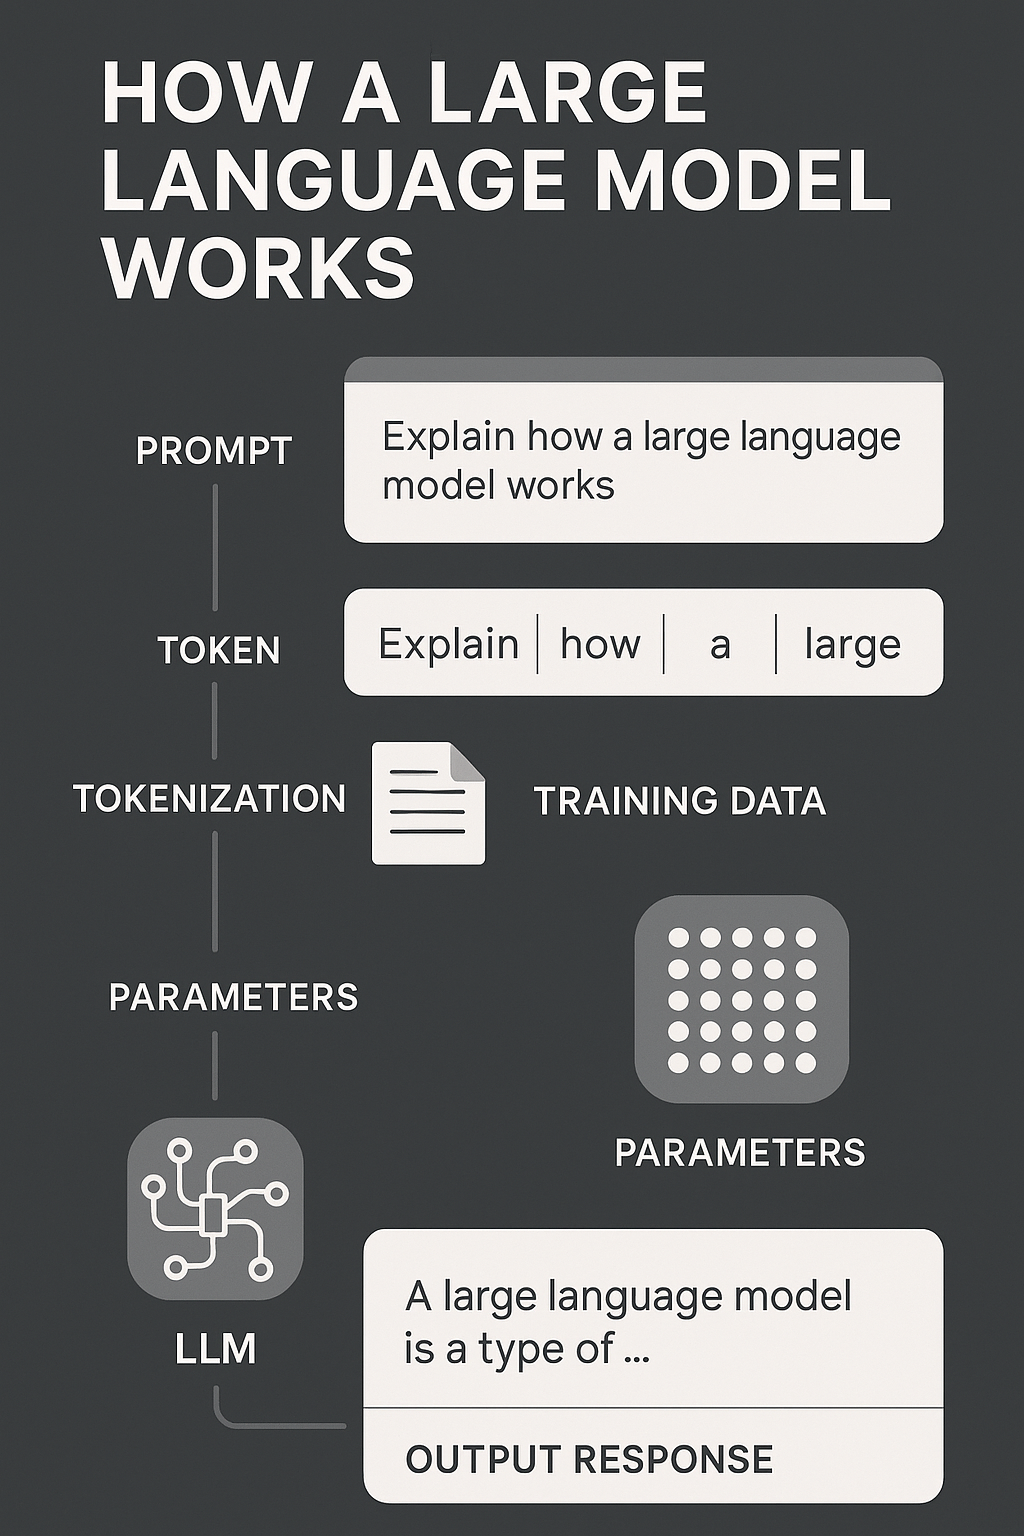 HOW A LARGE
LANGUAGE MODEL
WORKS
PROMPT
Explain how a large language
model works
TOKEN
Explain how a large
TOKENIZATION
TRAINING DATA
PARAMETERS
PARAMETERS
LLM
A large language model
is a type of ...
OUTPUT RESPONSE